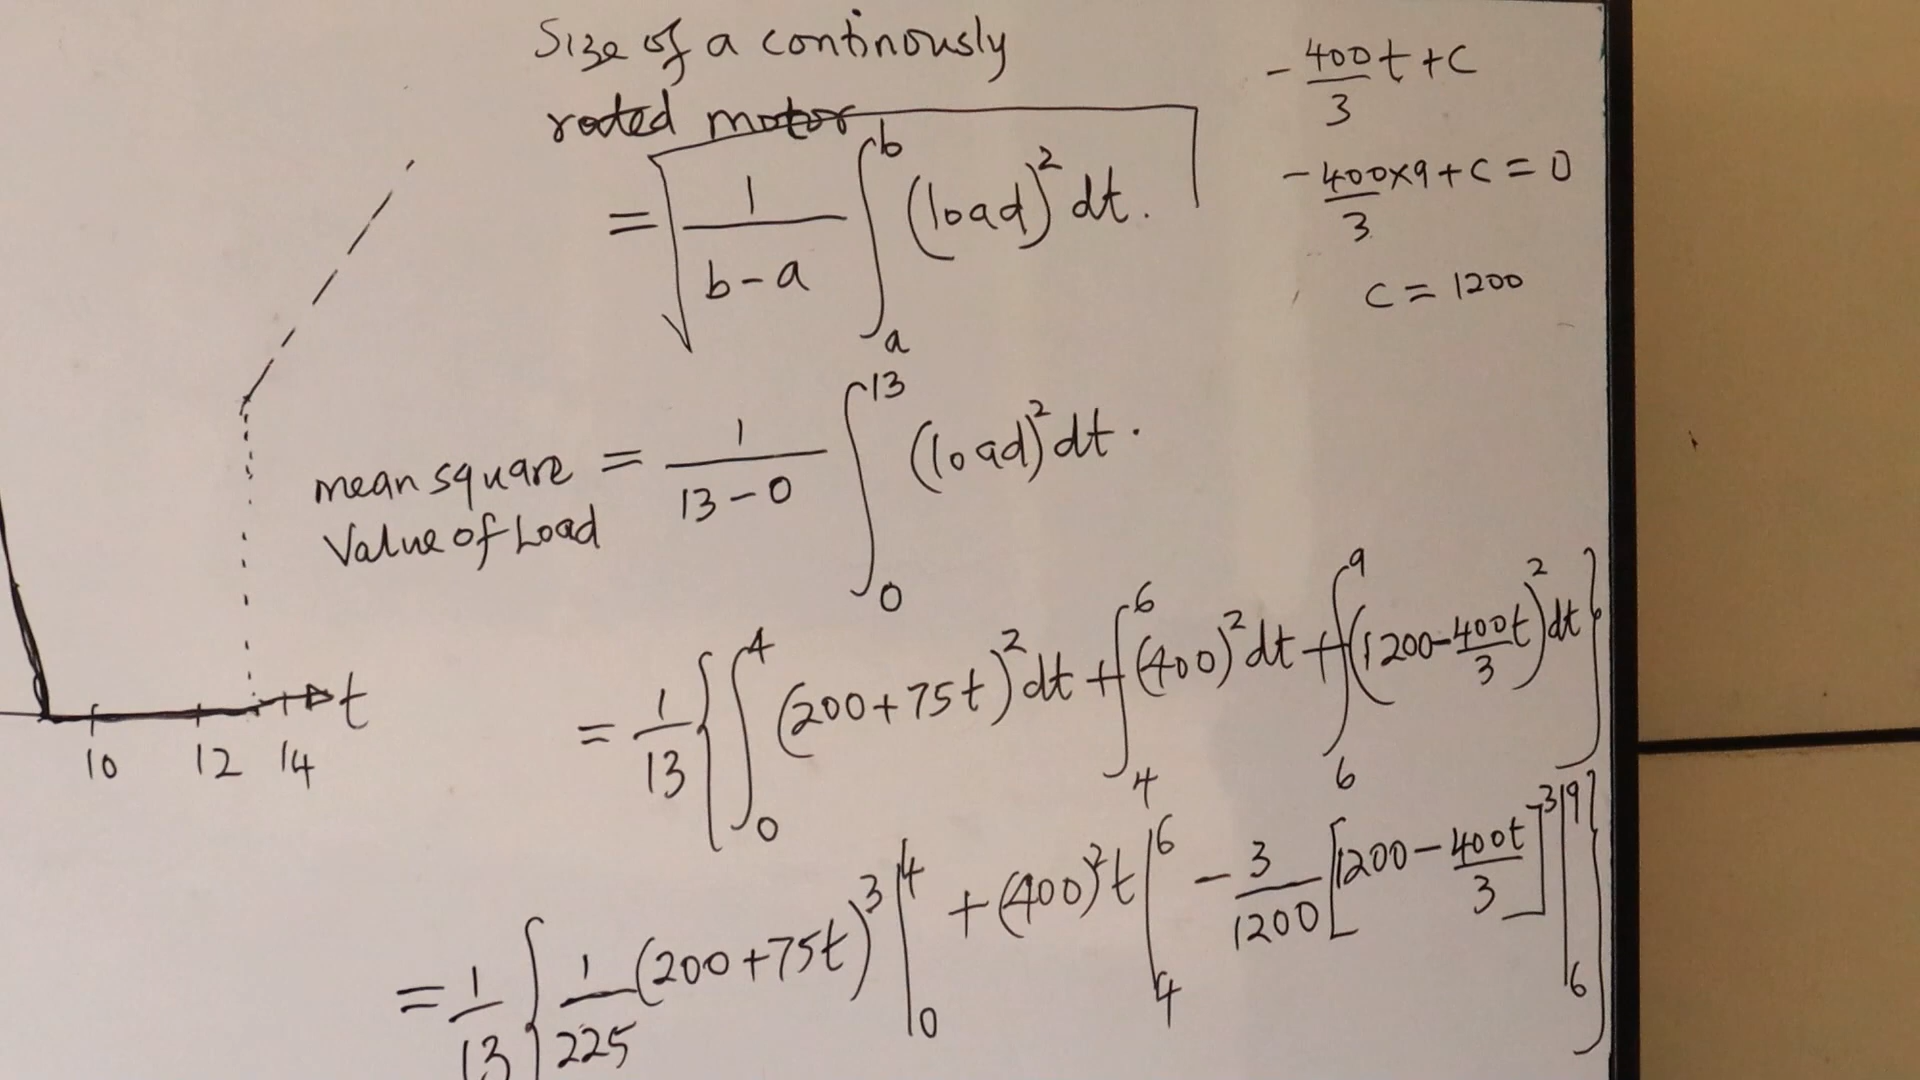 Size of a continously
roted motor
= √ 1/(b-a) ∫_a^b (load)² dt.
mean square
Value of Load
= 1/(13-0) ∫_0^13 (load)² dt.
= 1/13 { ∫_0^4 (200+75t)² dt + ∫_4^6 (400)² dt + ∫_6^9 (1200-400/3 t)² dt }
= 1/13 { 1/225 (200+75t)³ |_0^4 + (400)² t |_4^6 - 3/1200 [1200-400t/3]³ |_6^9 }
-400/3 t + C
-400/3 × 9 + C = 0
C = 1200
10 12 14 t